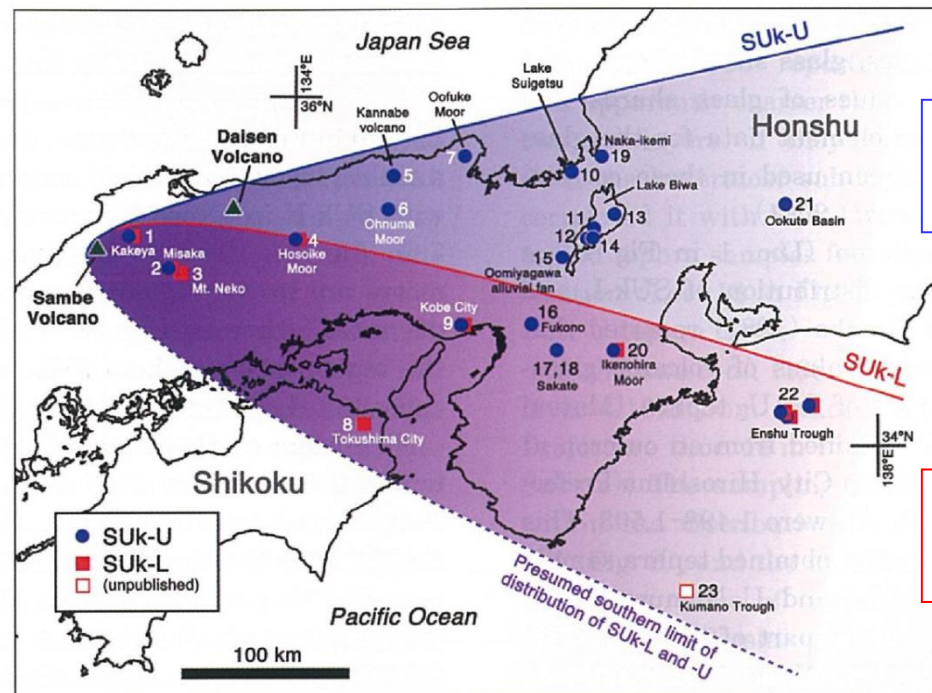 Japan Sea
SUk-U
134°E
36°N
Oofuke
Moor
Lake
Suigetsu
Kannabe
volcano
Honshu
Daisen
Volcano
Naka-ikemi
7
19
10
5
Lake Biwa
6
Ohnuma
Moor
11
13
21
Ookute Basin
12
14
1
Kakeya
Misaka
4
Hosoike
Moor
15
Oomiyagawa
alluvial fan
2
3
Mt. Neko
Sambe
Volcano
Kobe City
9
16
Fukono
SUk-L
17,18
Sakate
20
Ikenohira
Moor
22
Enshu Trough
8
Tokushima City
34°N
138°E
Shikoku
SUk-U
SUk-L
(unpublished)
Presumed southern limit of
distribution of SUk-L and -U
23
Kumano Trough
Pacific Ocean
100 km